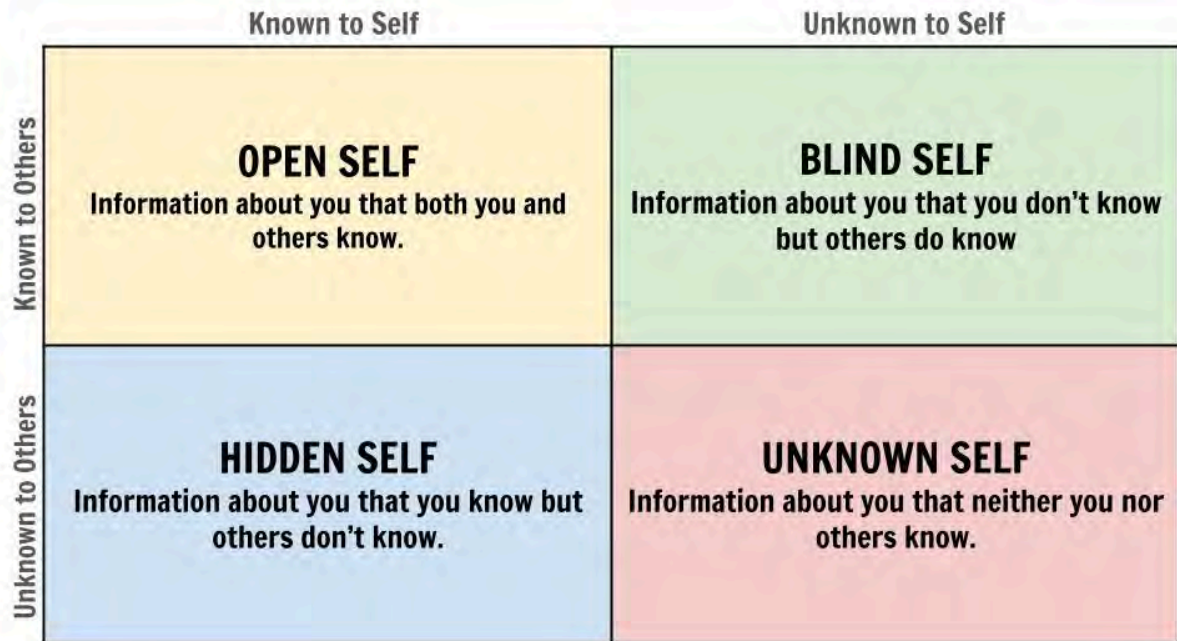 Known to Self
Unknown to Self
Known to Others
OPEN SELF
Information about you that both you and
others know.
BLIND SELF
Information about you that you don't know
but others do know
Unknown to Others
HIDDEN SELF
Information about you that you know but
others don't know.
UNKNOWN SELF
Information about you that neither you nor
others know.